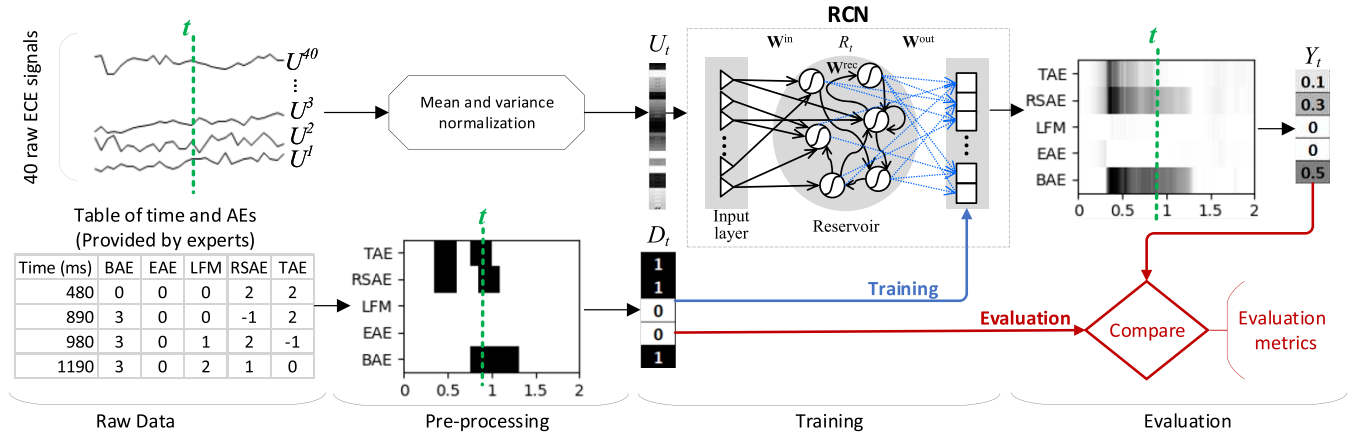 RCN
40 raw ECE signals
t
U^40
⋮
U^3
U^2
U^1
Mean and variance
normalization
U_t
W^in
R_t
W^out
W^rec
Input
layer
Reservoir
t
TAE
RSAE
LFM
EAE
BAE
0 0.5 1 1.5 2
Y_t
0.1
0.3
0
0
0.5
Table of time and AEs
(Provided by experts)
Time (ms) BAE EAE LFM RSAE TAE
480 0 0 0 2 2
890 3 0 0 -1 2
980 3 0 1 2 -1
1190 3 0 2 1 0
t
TAE
RSAE
LFM
EAE
BAE
0 0.5 1 1.5 2
D_t
1
1
0
0
1
Training
Evaluation
Compare
Evaluation
metrics
Raw Data
Pre-processing
Training
Evaluation